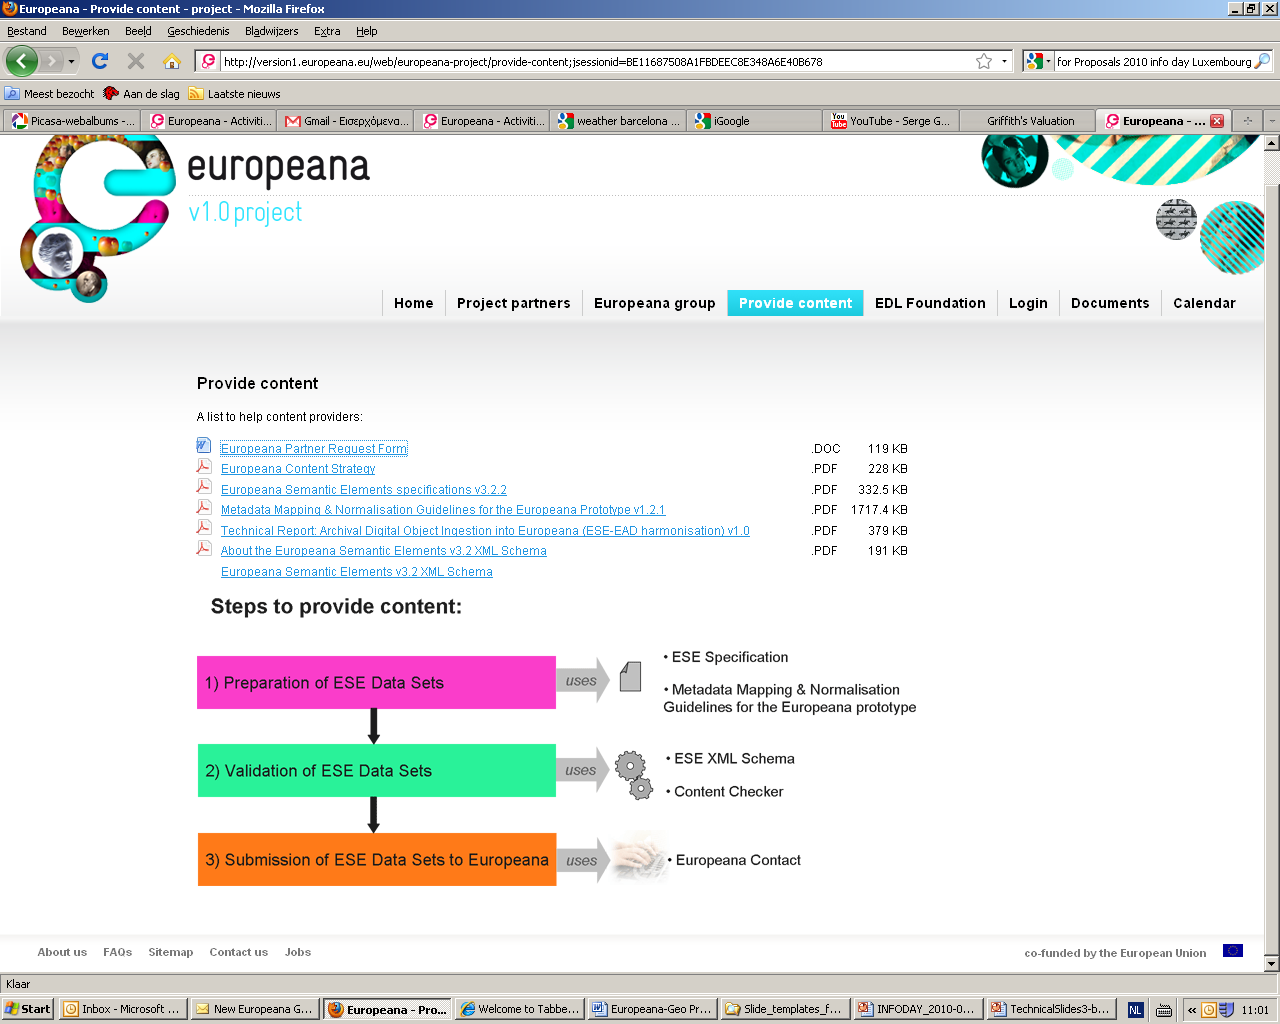 Europeana - Provide content - project - Mozilla Firefox
Bestand Bewerken Beeld Geschiedenis Bladwijzers Extra Help
http://version1.europeana.eu/web/europeana-project/provide-content;jsessionid=BE11687508A1FBDEEC8E348A6E40B678 for Proposals 2010 info day Luxembourg
Meest bezocht Aan de slag Laatste nieuws
Picasa-webalbums -... Europeana - Activiti... Gmail - Εισερχόμενα... Europeana - Activiti... weather barcelona ... iGoogle YouTube - Serge G... Griffith's Valuation Europeana - ...
europeana
v1.0 project
Home Project partners Europeana group Provide content EDL Foundation Login Documents Calendar
Provide content
A list to help content providers:
Europeana Partner Request Form .DOC 119 KB
Europeana Content Strategy .PDF 228 KB
Europeana Semantic Elements specifications v3.2.2 .PDF 332.5 KB
Metadata Mapping & Normalisation Guidelines for the Europeana Prototype v1.2.1 .PDF 1717.4 KB
Technical Report: Archival Digital Object Ingestion into Europeana (ESE-EAD harmonisation) v1.0 .PDF 379 KB
About the Europeana Semantic Elements v3.2 XML Schema .PDF 191 KB
Europeana Semantic Elements v3.2 XML Schema
Steps to provide content:
1) Preparation of ESE Data Sets uses
• ESE Specification
• Metadata Mapping & Normalisation
Guidelines for the Europeana prototype
2) Validation of ESE Data Sets uses
• ESE XML Schema
• Content Checker
3) Submission of ESE Data Sets to Europeana uses • Europeana Contact
About us FAQs Sitemap Contact us Jobs co-funded by the European Union
Klaar
Start Inbox - Microsoft ... New Europeana G... Europeana - Pro... Welcome to Tabbe... Europeana-Geo Pr... Slide_templates_f... INFODAY_2010-0... TechnicalSlides3-b... NL « 11:01